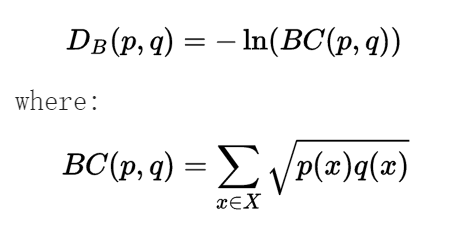 D_B(p, q) = − ln(BC(p, q))
where:
BC(p, q) = ∑_{x∈X} √(p(x)q(x))